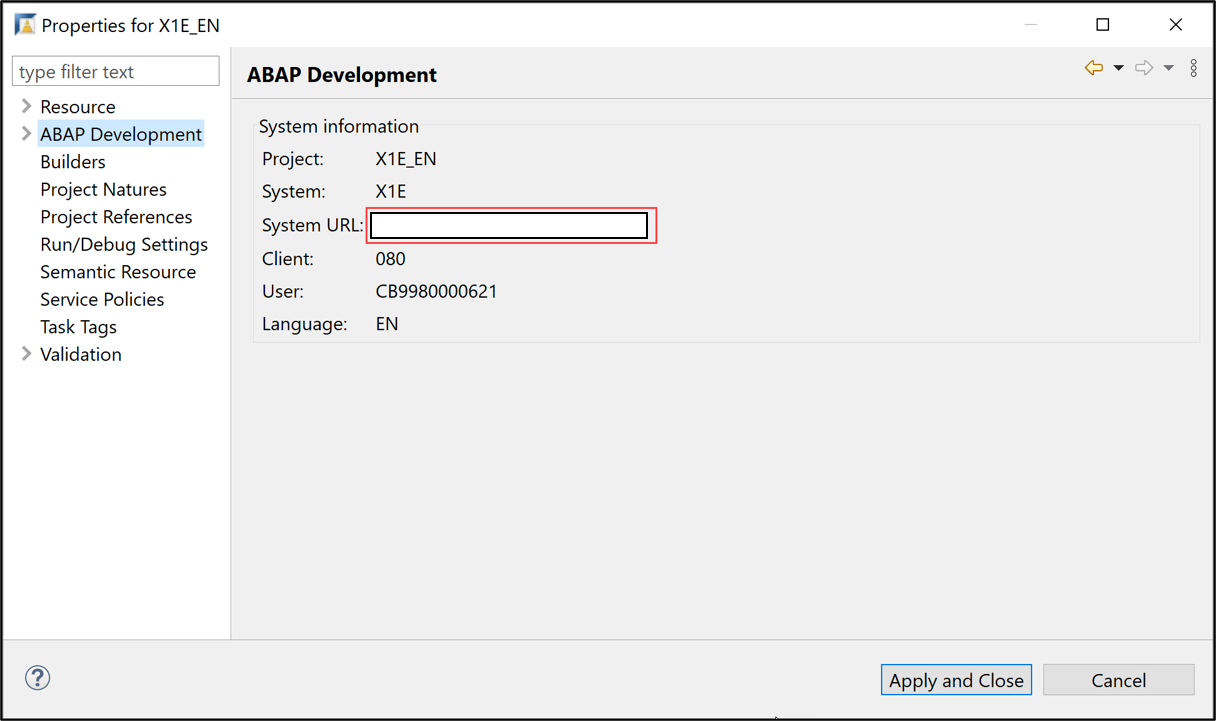 Properties for X1E_EN
type filter text
Resource
ABAP Development
Builders
Project Natures
Project References
Run/Debug Settings
Semantic Resource
Service Policies
Task Tags
Validation
ABAP Development
System information
Project: X1E_EN
System: X1E
System URL:
Client: 080
User: CB9980000621
Language: EN
?
Apply and Close
Cancel